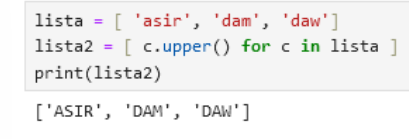 lista = [ 'asir', 'dam', 'daw']
lista2 = [ c.upper() for c in lista ]
print(lista2)
['ASIR', 'DAM', 'DAW']